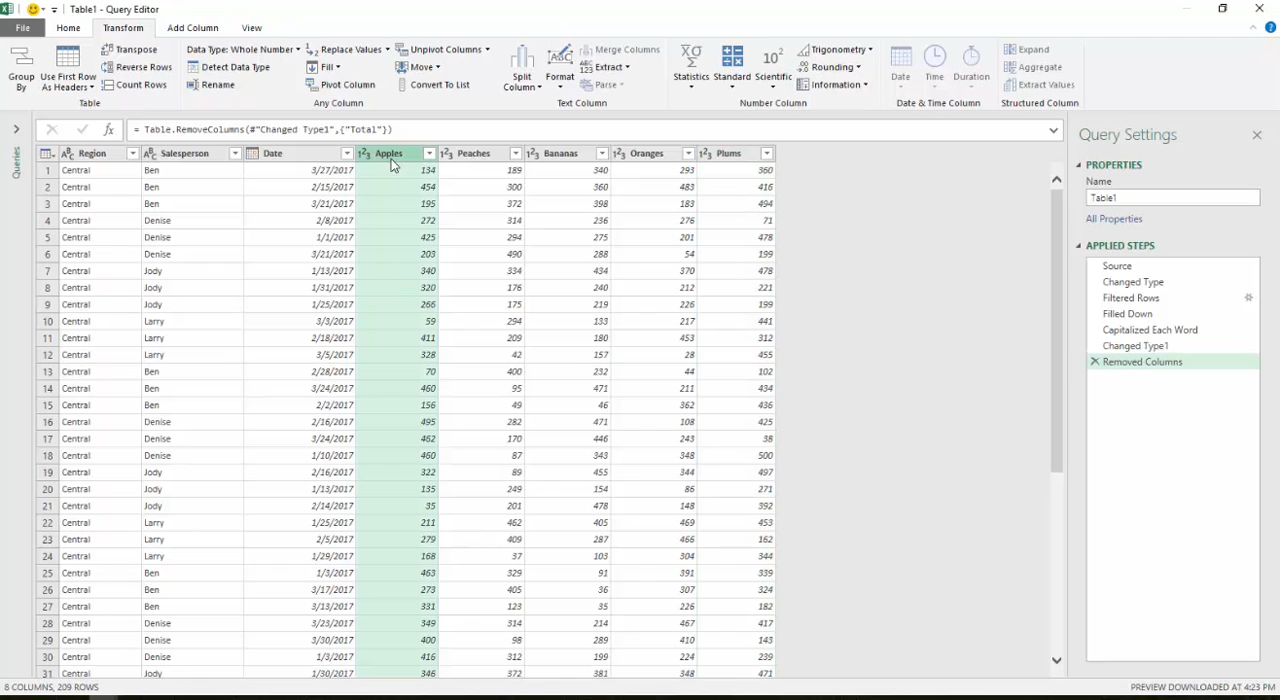 Table1 - Query Editor
File Home Transform Add Column View
Group By
Use First Row As Headers
Transpose
Reverse Rows
Count Rows
Table
Data Type: Whole Number
Detect Data Type
Rename
Replace Values
Fill
Pivot Column
Unpivot Columns
Move
Convert To List
Any Column
Split Column
Format
Merge Columns
Extract
Parse
Text Column
Statistics
Standard
Scientific
Trigonometry
Rounding
Information
Number Column
Date
Time
Duration
Date & Time Column
Expand
Aggregate
Extract Values
Structured Column
Queries
= Table.RemoveColumns(#"Changed Type1",{"Total"})
Region Salesperson Date Apples Peaches Bananas Oranges Plums
1 Central Ben 3/27/2017 134 189 340 293 360
2 Central Ben 2/15/2017 454 300 360 483 416
3 Central Ben 3/21/2017 195 372 398 183 494
4 Central Denise 2/8/2017 272 314 236 276 71
5 Central Denise 1/1/2017 425 294 275 201 478
6 Central Denise 3/21/2017 203 490 288 54 199
7 Central Jody 1/13/2017 340 334 434 370 478
8 Central Jody 1/31/2017 320 176 240 212 221
9 Central Jody 1/25/2017 266 175 219 226 199
10 Central Larry 3/3/2017 59 294 133 217 441
11 Central Larry 2/18/2017 411 209 180 453 312
12 Central Larry 3/5/2017 328 42 157 28 455
13 Central Ben 2/28/2017 70 400 232 44 102
14 Central Ben 3/24/2017 460 95 471 211 434
15 Central Ben 2/2/2017 156 49 46 362 436
16 Central Denise 2/16/2017 495 282 471 108 425
17 Central Denise 3/24/2017 462 170 446 243 38
18 Central Denise 1/10/2017 460 87 343 348 500
19 Central Jody 2/16/2017 322 89 455 344 497
20 Central Jody 1/13/2017 135 249 154 86 271
21 Central Jody 2/14/2017 35 201 478 148 392
22 Central Larry 1/25/2017 211 462 405 469 453
23 Central Larry 2/5/2017 279 409 287 466 162
24 Central Larry 1/29/2017 168 37 103 304 344
25 Central Ben 1/3/2017 463 329 91 391 339
26 Central Ben 3/17/2017 273 405 36 307 324
27 Central Ben 3/13/2017 331 123 35 226 182
28 Central Denise 3/23/2017 349 314 214 467 417
29 Central Denise 3/30/2017 400 98 289 410 143
30 Central Denise 1/3/2017 416 312 199 224 239
31 Central Jody 1/30/2017 346 372 381 348 471
Query Settings
PROPERTIES
Name
Table1
All Properties
APPLIED STEPS
Source
Changed Type
Filtered Rows
Filled Down
Capitalized Each Word
Changed Type1
Removed Columns
8 COLUMNS, 209 ROWS
PREVIEW DOWNLOADED AT 4:23 PM